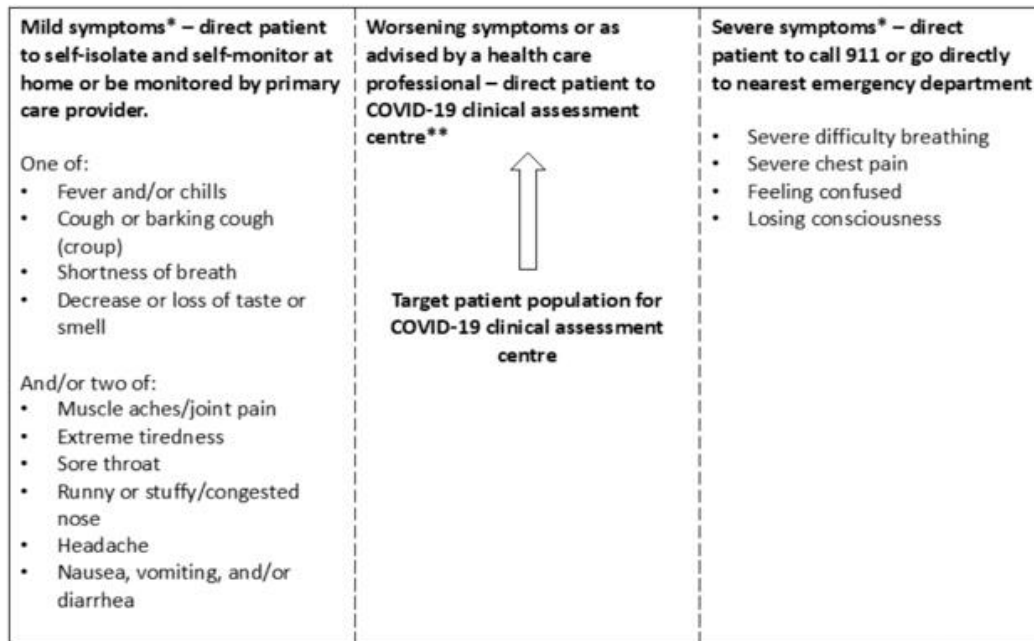 Mild symptoms* – direct patient
to self-isolate and self-monitor at
home or be monitored by primary
care provider.
One of:
• Fever and/or chills
• Cough or barking cough
(croup)
• Shortness of breath
• Decrease or loss of taste or
smell
And/or two of:
• Muscle aches/joint pain
• Extreme tiredness
• Sore throat
• Runny or stuffy/congested
nose
• Headache
• Nausea, vomiting, and/or
diarrhea
Worsening symptoms or as
advised by a health care
professional – direct patient to
COVID-19 clinical assessment
centre**
Target patient population for
COVID-19 clinical assessment
centre
Severe symptoms* – direct
patient to call 911 or go directly
to nearest emergency department
• Severe difficulty breathing
• Severe chest pain
• Feeling confused
• Losing consciousness